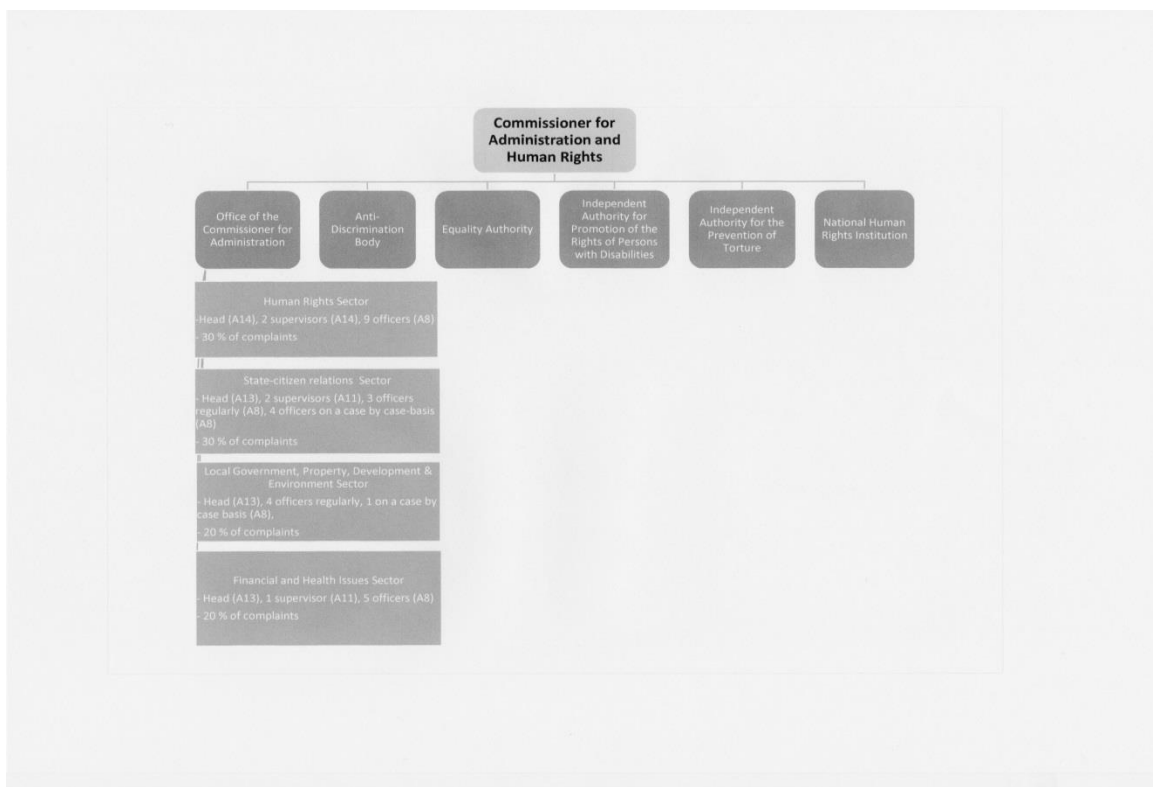 Commissioner for
Administration and
Human Rights
Office of the
Commissioner for
Administration
Anti-
Discrimination
Body
Equality Authority
Independent
Authority for
Promotion of the
Rights of Persons
with Disabilities
Independent
Authority for the
Prevention of
Torture
National Human
Rights Institution
Human Rights Sector
-Head (A14), 2 supervisors (A14), 9 officers (A8)
- 30 % of complaints
State-citizen relations Sector
- Head (A13), 2 supervisors (A11), 3 officers
regularly (A8), 4 officers on a case by case-basis
(A8)
- 30 % of complaints
Local Government, Property, Development &
Environment Sector
- Head (A13), 4 officers regularly, 1 on a case by
case basis (A8),
- 20 % of complaints
Financial and Health Issues Sector
- Head (A13), 1 supervisor (A11), 5 officers (A8)
- 20 % of complaints